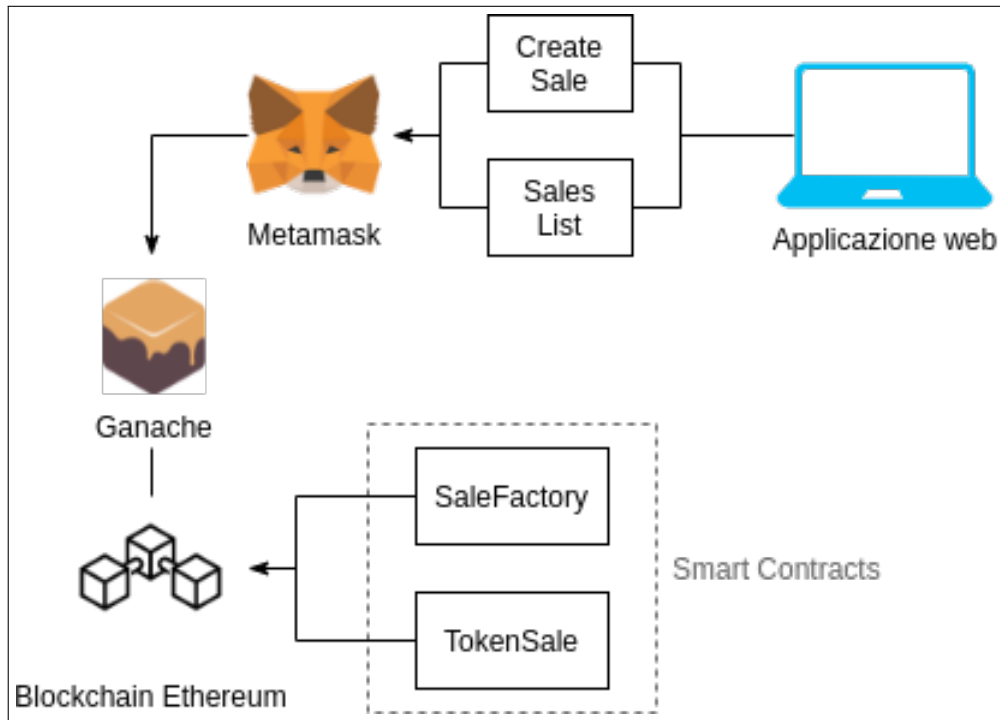 Create
Sale
Sales
List
Metamask
Applicazione web
Ganache
SaleFactory
Smart Contracts
TokenSale
Blockchain Ethereum